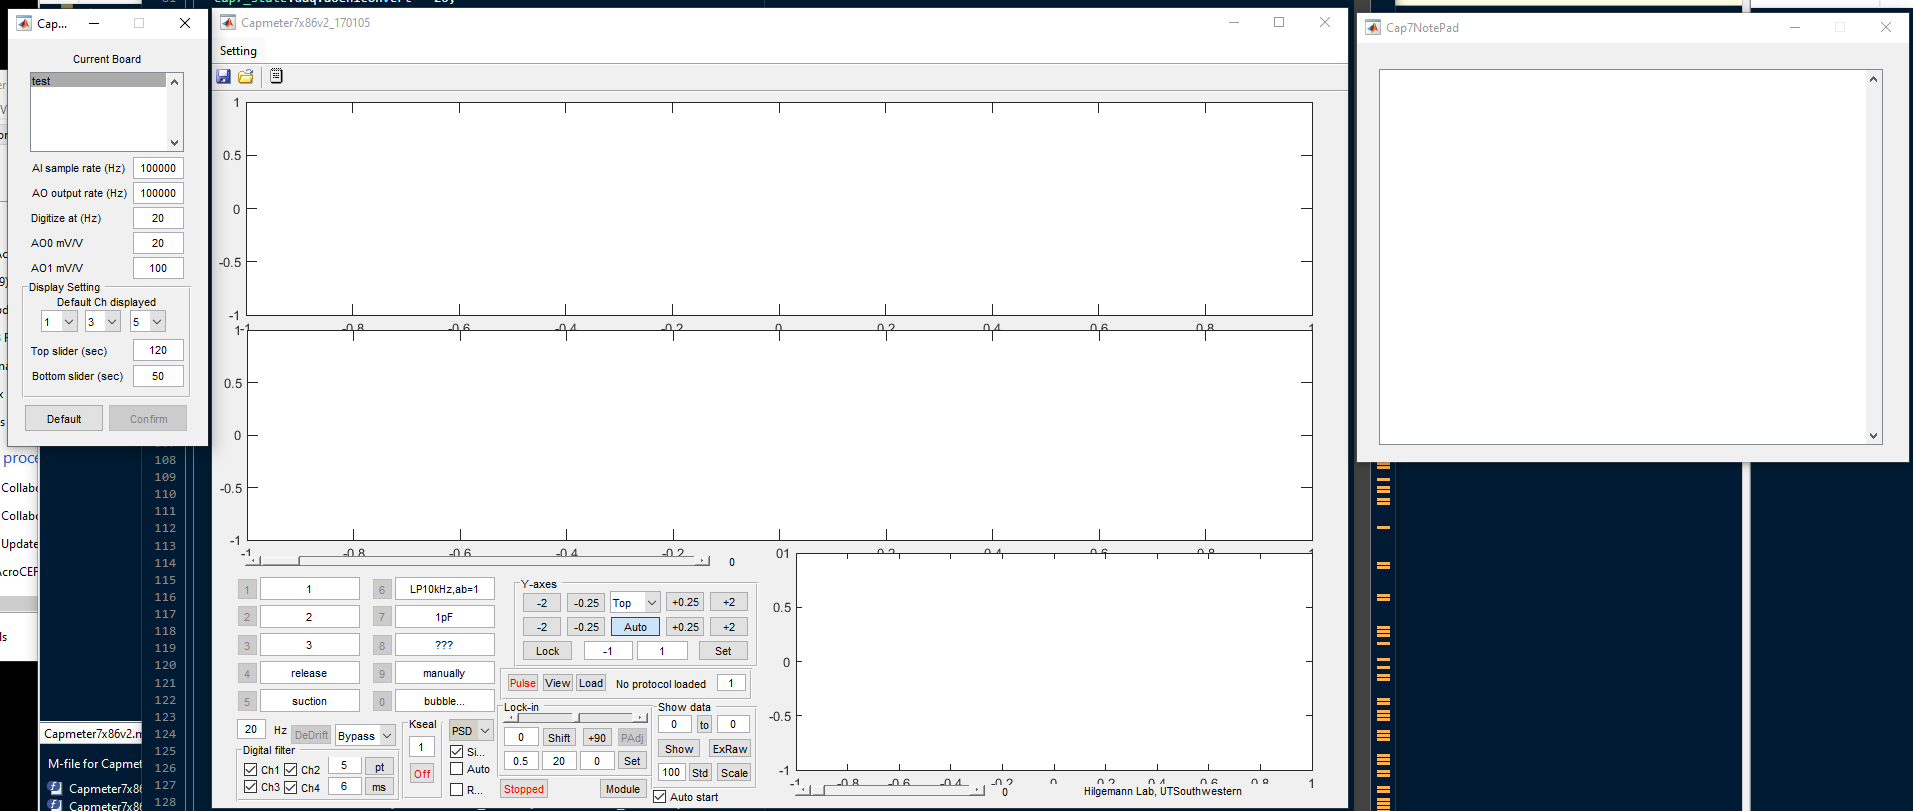 Cap...
Current Board
test
AI sample rate (Hz) 100000
AO output rate (Hz) 100000
Digitize at (Hz) 20
AO0 mV/V 20
AO1 mV/V 100
Display Setting
Default Ch displayed
1 3 5
Top slider (sec) 120
Bottom slider (sec) 50
Default Confirm
proce
Collabo
Collabo
Update
AcroCEF
ls
Capmeter7x86v2.m
M-file for Capmet
Capmeter7x86
Capmeter7x86
108
109
110
111
112
113
114
115
116
117
118
119
120
121
122
123
124
125
126
127
128
Capmeter7x86v2_170105
Setting
1
0.5
0
-0.5
-1
-1 -0.8 -0.6 -0.4 -0.2 0 0.2 0.4 0.6 0.8 1
1
0.5
0
-0.5
-1
-1 -0.8 -0.6 -0.4 -0.2 0 0.2 0.4 0.6 0.8 1
0
1 1 6 LP10kHz,ab=1
2 2 7 1pF
3 3 8 ???
4 release 9 manually
5 suction 0 bubble...
20 Hz DeDrift Bypass
Digital filter
Ch1 Ch2 5 pt
Ch3 Ch4 6 ms
Kseal
1
Off
PSD
Si...
Auto
R...
Y-axes
-2 -0.25 Top +0.25 +2
-2 -0.25 Auto +0.25 +2
Lock -1 1 Set
Pulse View Load No protocol loaded 1
Lock-in
0 Shift +90 PAdj
0.5 20 0 Set
Stopped Module
Show data
0 to 0
Show ExRaw
100 Std Scale
Auto start
01
0.5
0
-0.5
-1
-1 -0.8 -0.6 -0.4 -0.2 0 0.2 0.4 0.6 0.8 1
0
Hilgemann Lab, UTSouthwestern
Cap7NotePad